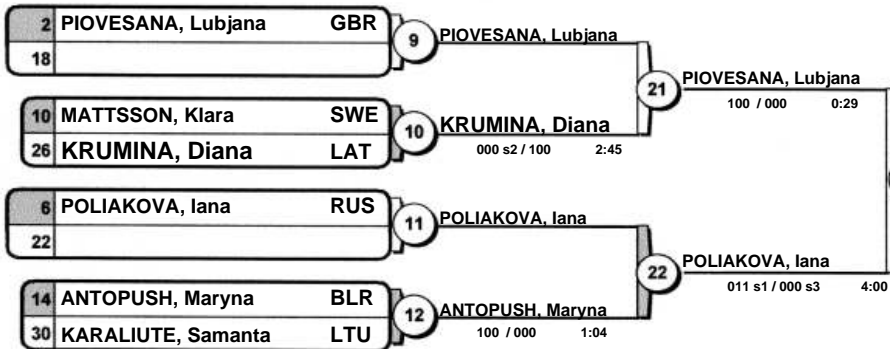 2 PIOVESANA, Lubjana GBR
18
9 PIOVESANA, Lubjana
10 MATTSSON, Klara SWE
26 KRUMINA, Diana LAT
10 KRUMINA, Diana
000 s2 / 100 2:45
21 PIOVESANA, Lubjana
100 / 000 0:29
6 POLIAKOVA, Iana RUS
22
11 POLIAKOVA, Iana
14 ANTOPUSH, Maryna BLR
30 KARALIUTE, Samanta LTU
12 ANTOPUSH, Maryna
100 / 000 1:04
22 POLIAKOVA, Iana
011 s1 / 000 s3 4:00